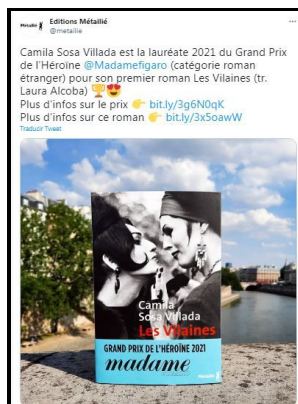 Editions Métailié
@metailie
Camila Sosa Villada est la lauréate 2021 du Grand Prix
de l'Héroïne @Madamefigaro (catégorie roman
étranger) pour son premier roman Les Vilaines (tr.
Laura Alcoba) 🏆😍
Plus d'infos sur le prix 👉 bit.ly/3g6N0qK
Plus d'infos sur ce roman 👉 bit.ly/3x5oawW
Traducir Tweet
Camila
Sosa Villada
Les Vilaines
GRAND PRIX DE L'HÉROÏNE 2021
madame